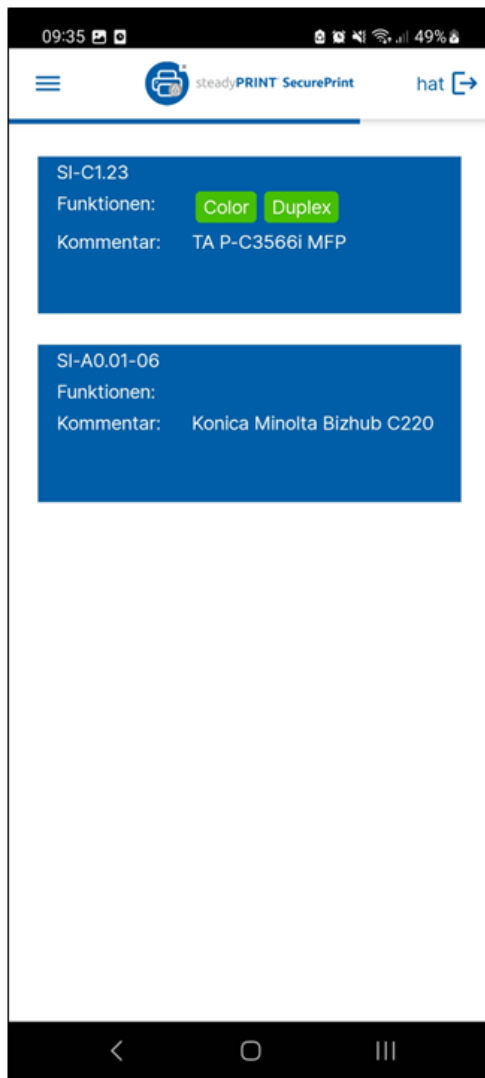 09:35 49%
steadyPRINT SecurePrint hat
SI-C1.23
Funktionen: Color Duplex
Kommentar: TA P-C3566i MFP
SI-A0.01-06
Funktionen:
Kommentar: Konica Minolta Bizhub C220